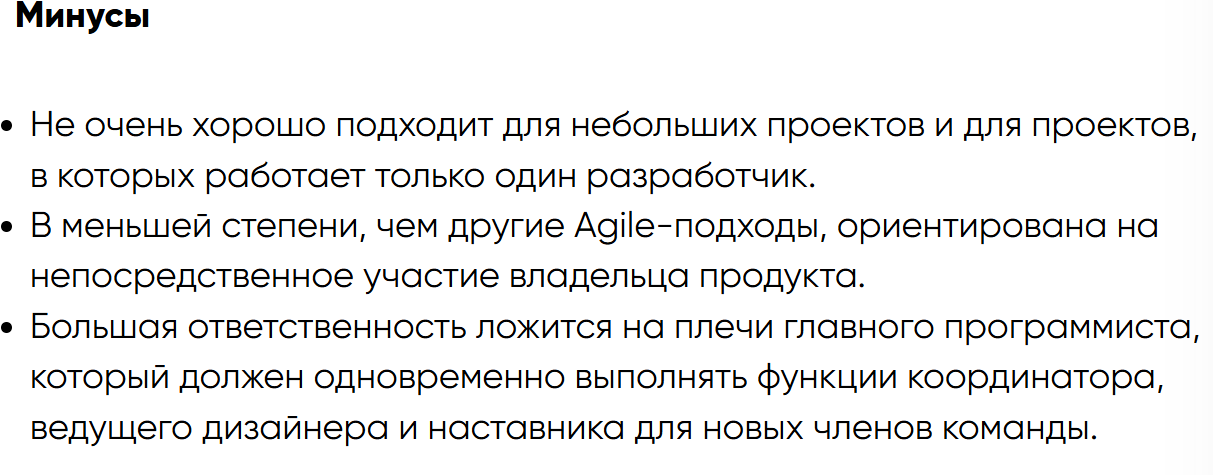 Минусы
• Не очень хорошо подходит для небольших проектов и для проектов,
в которых работает только один разработчик.
• В меньшей степени, чем другие Agile-подходы, ориентирована на
непосредственное участие владельца продукта.
• Большая ответственность ложится на плечи главного программиста,
который должен одновременно выполнять функции координатора,
ведущего дизайнера и наставника для новых членов команды.